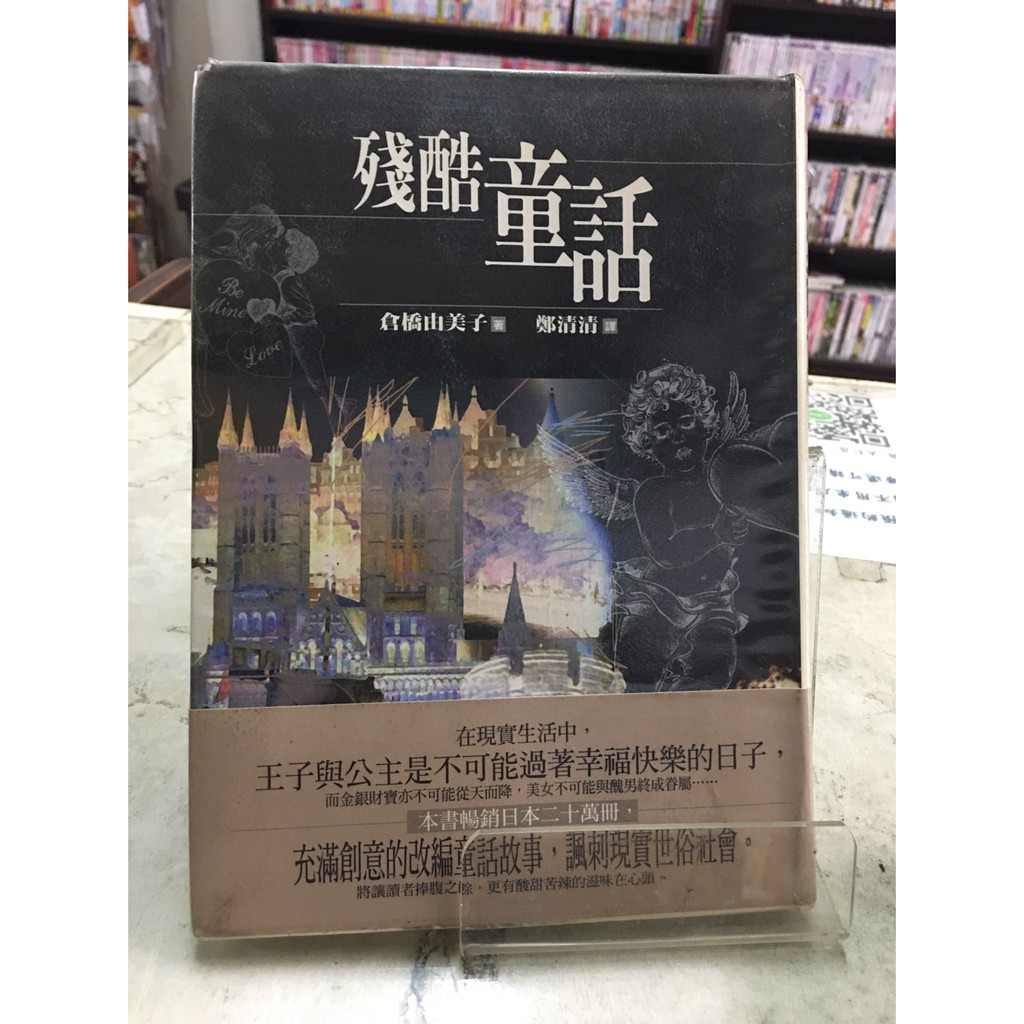 殘酷童話
倉橋由美子 著 鄭清清 譯
Be
Mine
Love
在現實生活中，
王子與公主是不可能過著幸福快樂的日子，
而金銀財寶亦不可能從天而降，美女不可能與醜男終成眷屬⋯⋯
本書暢銷日本二十萬冊，
充滿創意的改編童話故事，諷刺現實世俗社會。
將讓讀者捧腹之餘，更有酸甜苦辣的滋味在心頭。